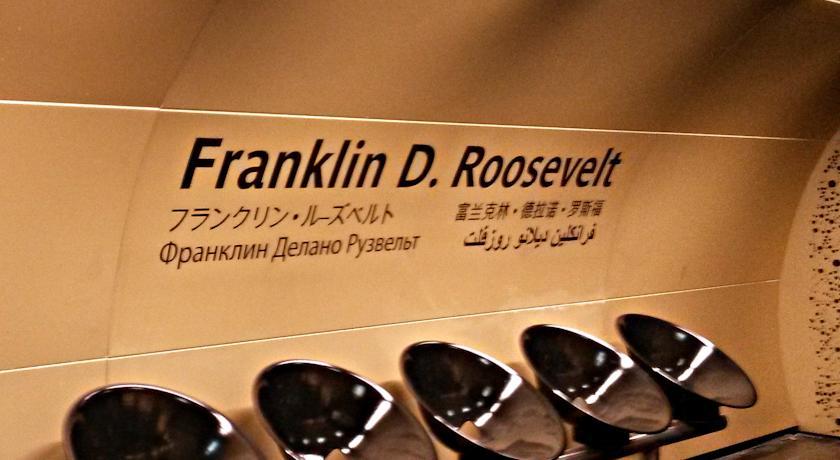 Franklin D. Roosevelt
フランクリン・ルーズベルト
富兰克林・德拉诺・罗斯福
Франклин Делано Рузвельт
فرانكلين ديلانو روزفلت